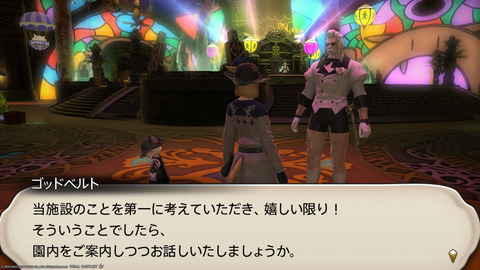 ゴッドベルト
当施設のことを第一に考えていただき、嬉しい限り！
そういうことでしたら、
園内をご案内しつつお話しいたしましょうか。
FINAL FANTASY XIV